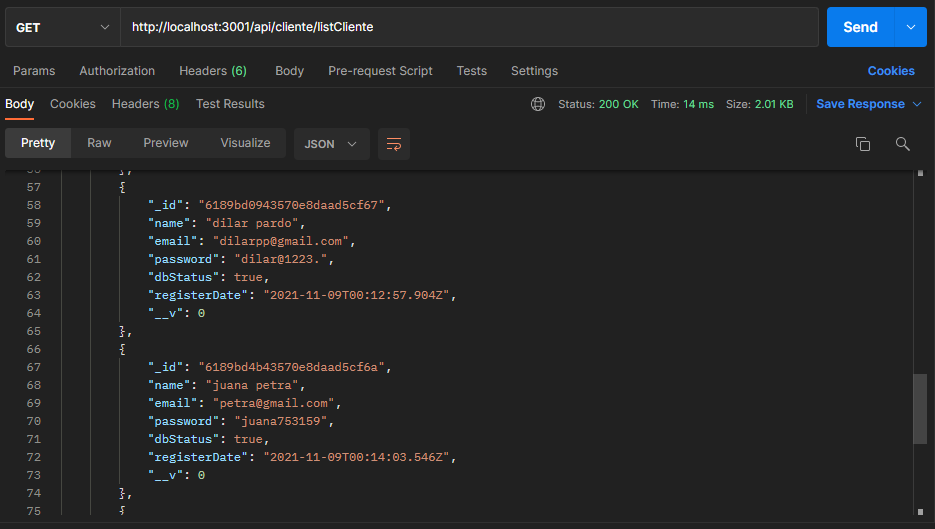 GET http://localhost:3001/api/cliente/listCliente Send
Params Authorization Headers (6) Body Pre-request Script Tests Settings Cookies
Body Cookies Headers (8) Test Results Status: 200 OK Time: 14 ms Size: 2.01 KB Save Response
Pretty Raw Preview Visualize JSON
56 },
57 {
58 "_id": "6189bd0943570e8daad5cf67",
59 "name": "dilar pardo",
60 "email": "dilarpp@gmail.com",
61 "password": "dilar@1223.",
62 "dbStatus": true,
63 "registerDate": "2021-11-09T00:12:57.904Z",
64 "__v": 0
65 },
66 {
67 "_id": "6189bd4b43570e8daad5cf6a",
68 "name": "juana petra",
69 "email": "petra@gmail.com",
70 "password": "juana753159",
71 "dbStatus": true,
72 "registerDate": "2021-11-09T00:14:03.546Z",
73 "__v": 0
74 },
75 {